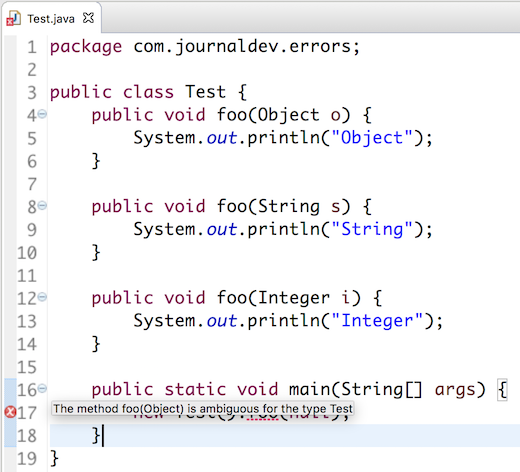 Test.java
1 package com.journaldev.errors;
2
3 public class Test {
4     public void foo(Object o) {
5         System.out.println("Object");
6     }
7
8     public void foo(String s) {
9         System.out.println("String");
10     }
11
12     public void foo(Integer i) {
13         System.out.println("Integer");
14     }
15
16     public static void main(String[] args) {
The method foo(Object) is ambiguous for the type Test
17
18     }
19 }